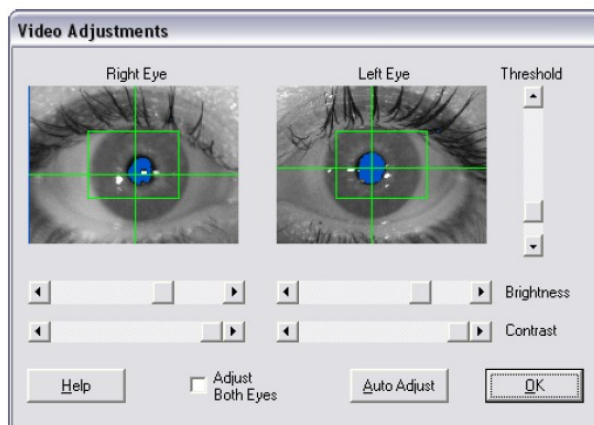 Video Adjustments
Right Eye
Left Eye
Threshold
Brightness
Contrast
Help
Adjust
Both Eyes
Auto Adjust
OK